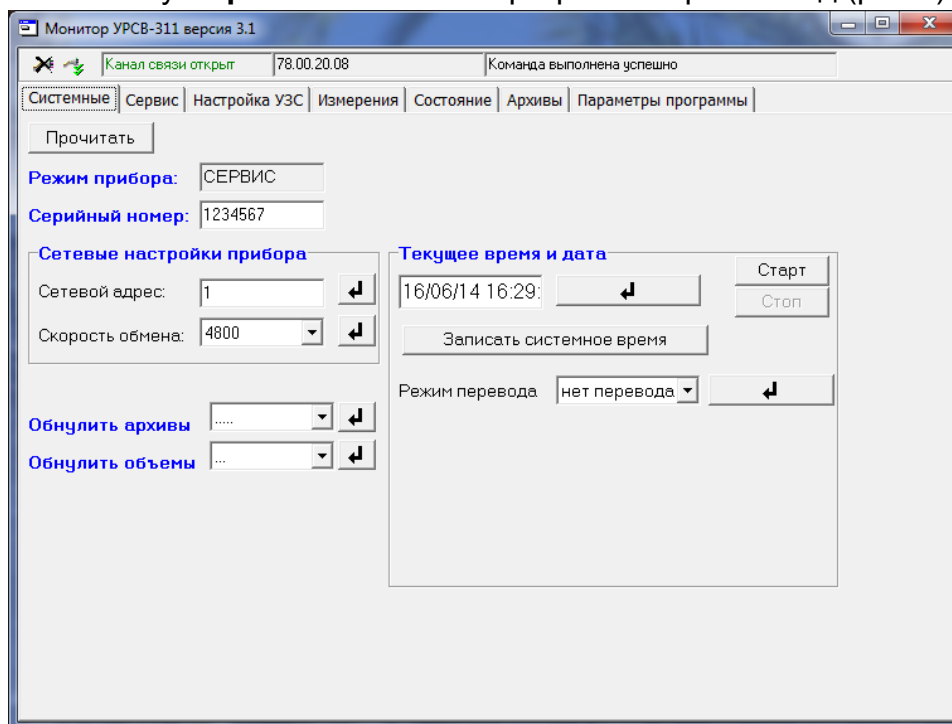 Монитор УРСВ-311 версия 3.1
Канал связи открыт 78.00.20.08 Команда выполнена успешно
Системные Сервис Настройка УЗС Измерения Состояние Архивы Параметры программы
Прочитать
Режим прибора: СЕРВИС
Серийный номер: 1234567
Сетевые настройки прибора
Сетевой адрес: 1
Скорость обмена: 4800
Обнулить архивы .....
Обнулить объемы ...
Текущее время и дата
16/06/14 16:29:
Старт
Стоп
Записать системное время
Режим перевода нет перевода